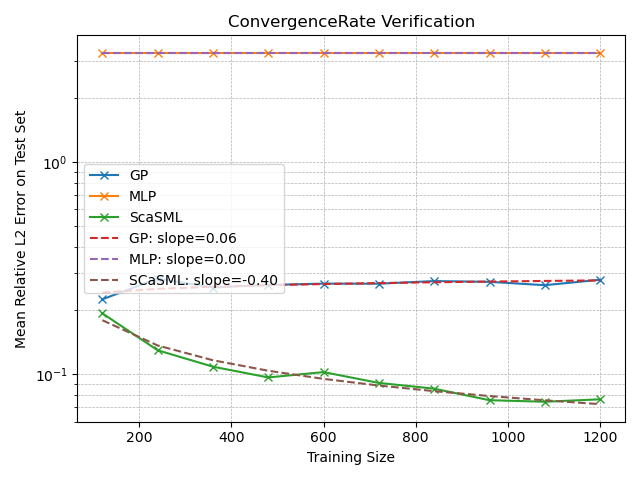 ConvergenceRate Verification
Mean Relative L2 Error on Test Set
10⁰
10⁻¹
GP
MLP
ScaSML
GP: slope=0.06
MLP: slope=0.00
ScaSML: slope=-0.40
200 400 600 800 1000 1200
Training Size